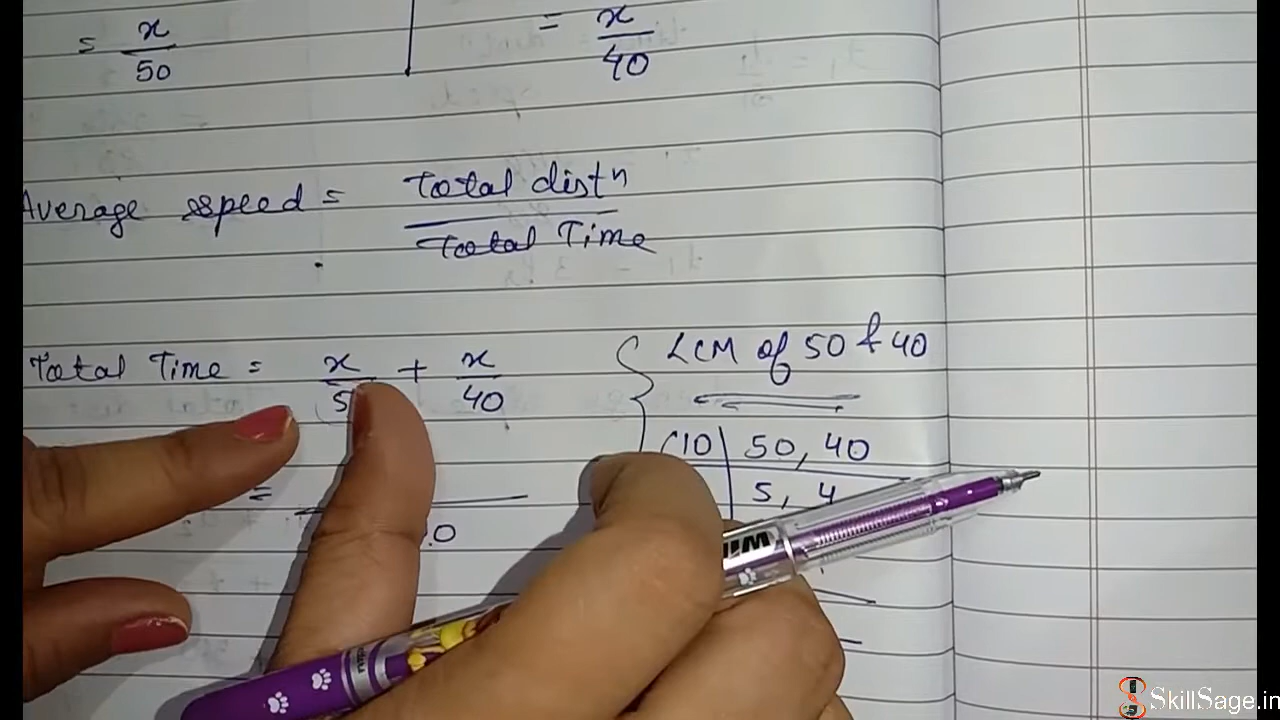 = x/50
= x/40
Average speed = Total distn / Total Time
Total Time = x/5 + x/40
{ LCM of 50 & 40
10 | 50, 40
5, 4
=
0
SkillSage.in